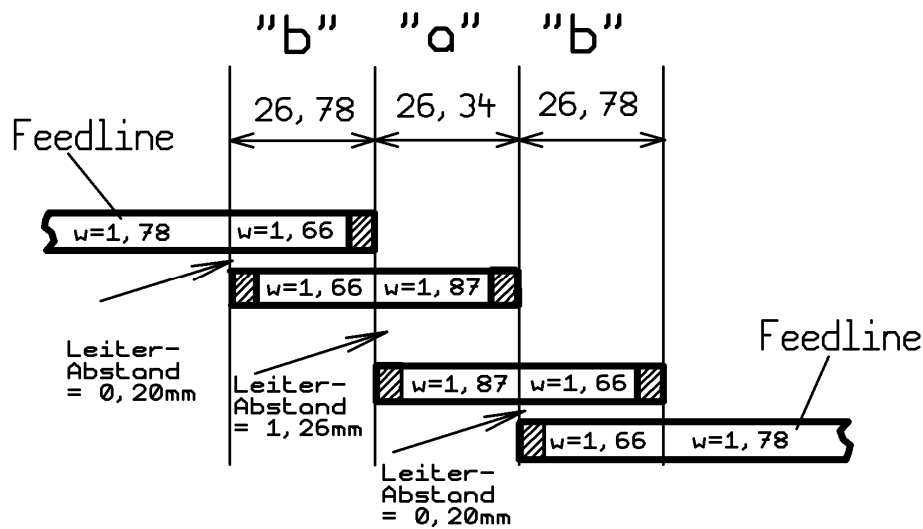 "b" "a" "b"
26,78 26,34 26,78
Feedline
w=1,78 w=1,66
w=1,66 w=1,87
Leiter-
Abstand
= 0,20mm
Feedline
w=1,87 w=1,66
Leiter-
Abstand
= 1,26mm
w=1,66 w=1,78
Leiter-
Abstand
= 0,20mm